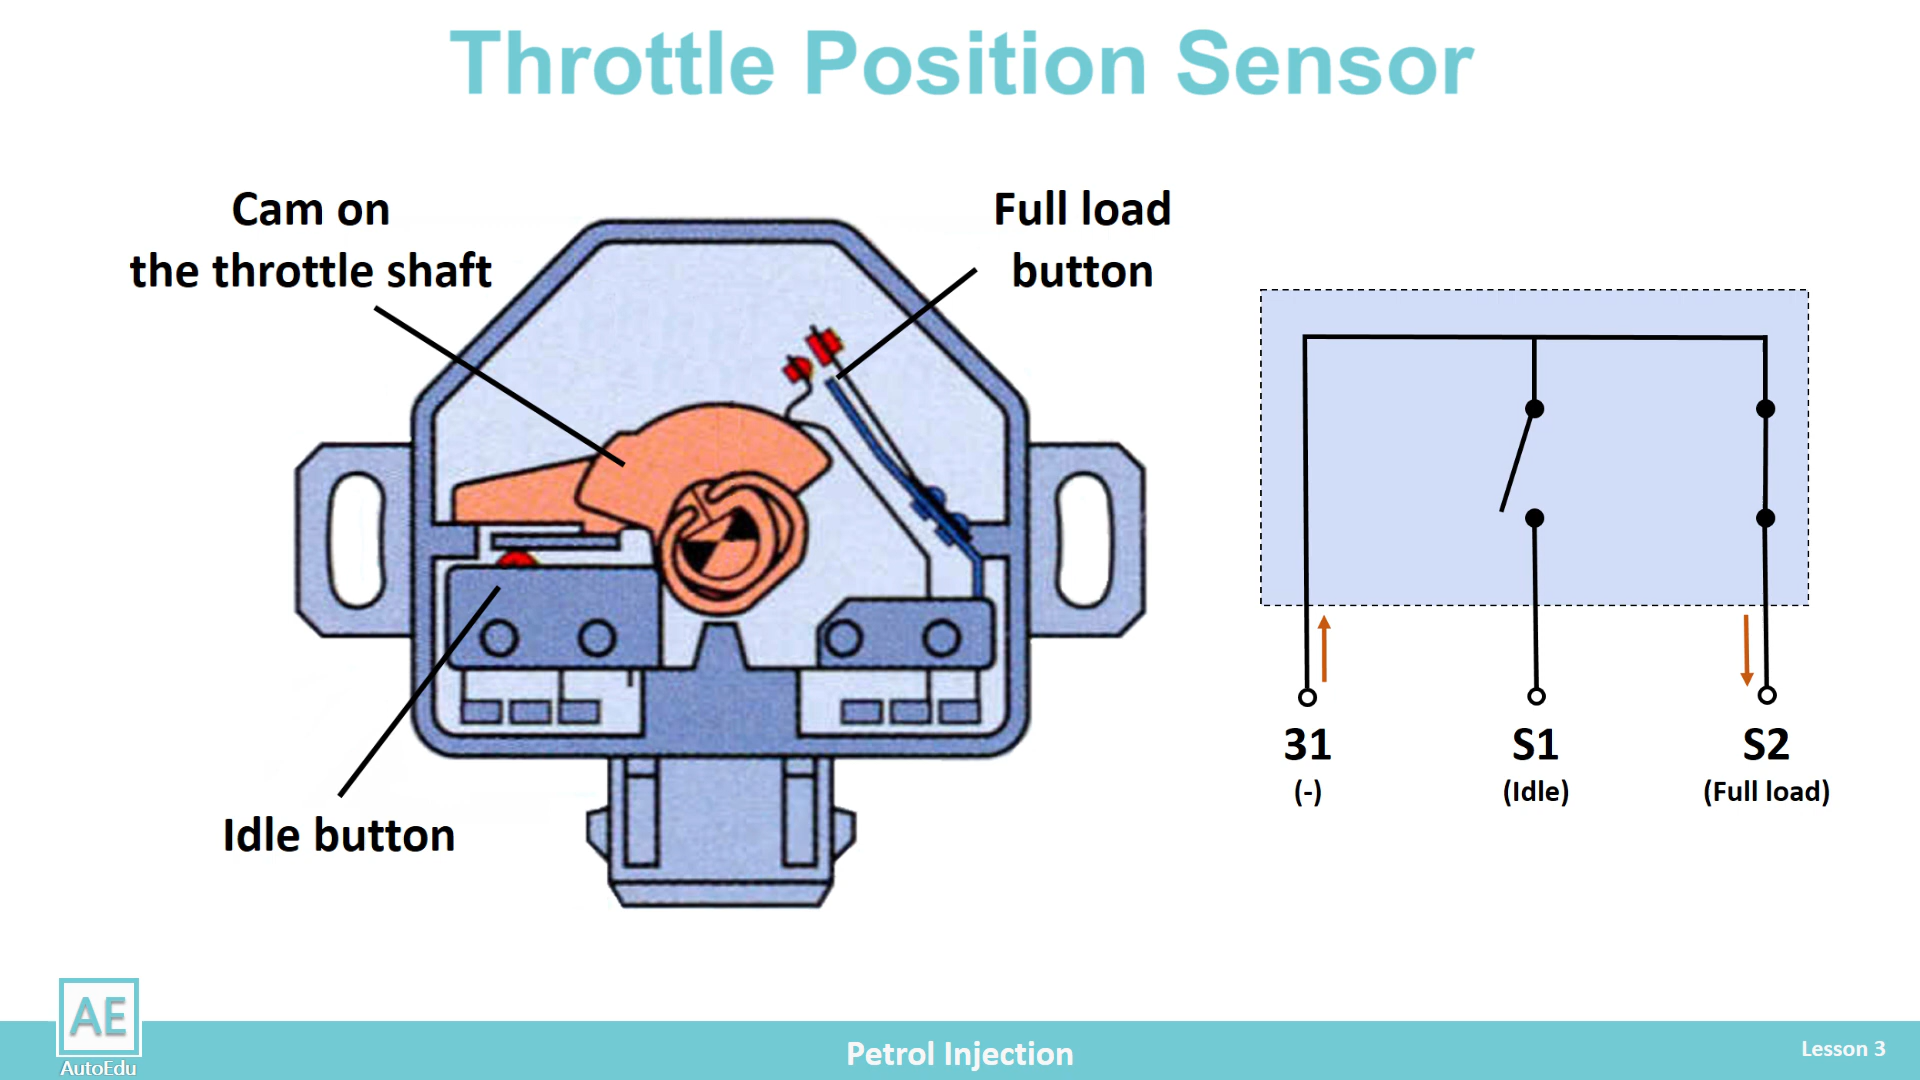 Throttle Position Sensor
Cam on
the throttle shaft
Full load
button
Idle button
31
(-)
S1
(Idle)
S2
(Full load)
AE
AutoEdu
Petrol Injection
Lesson 3